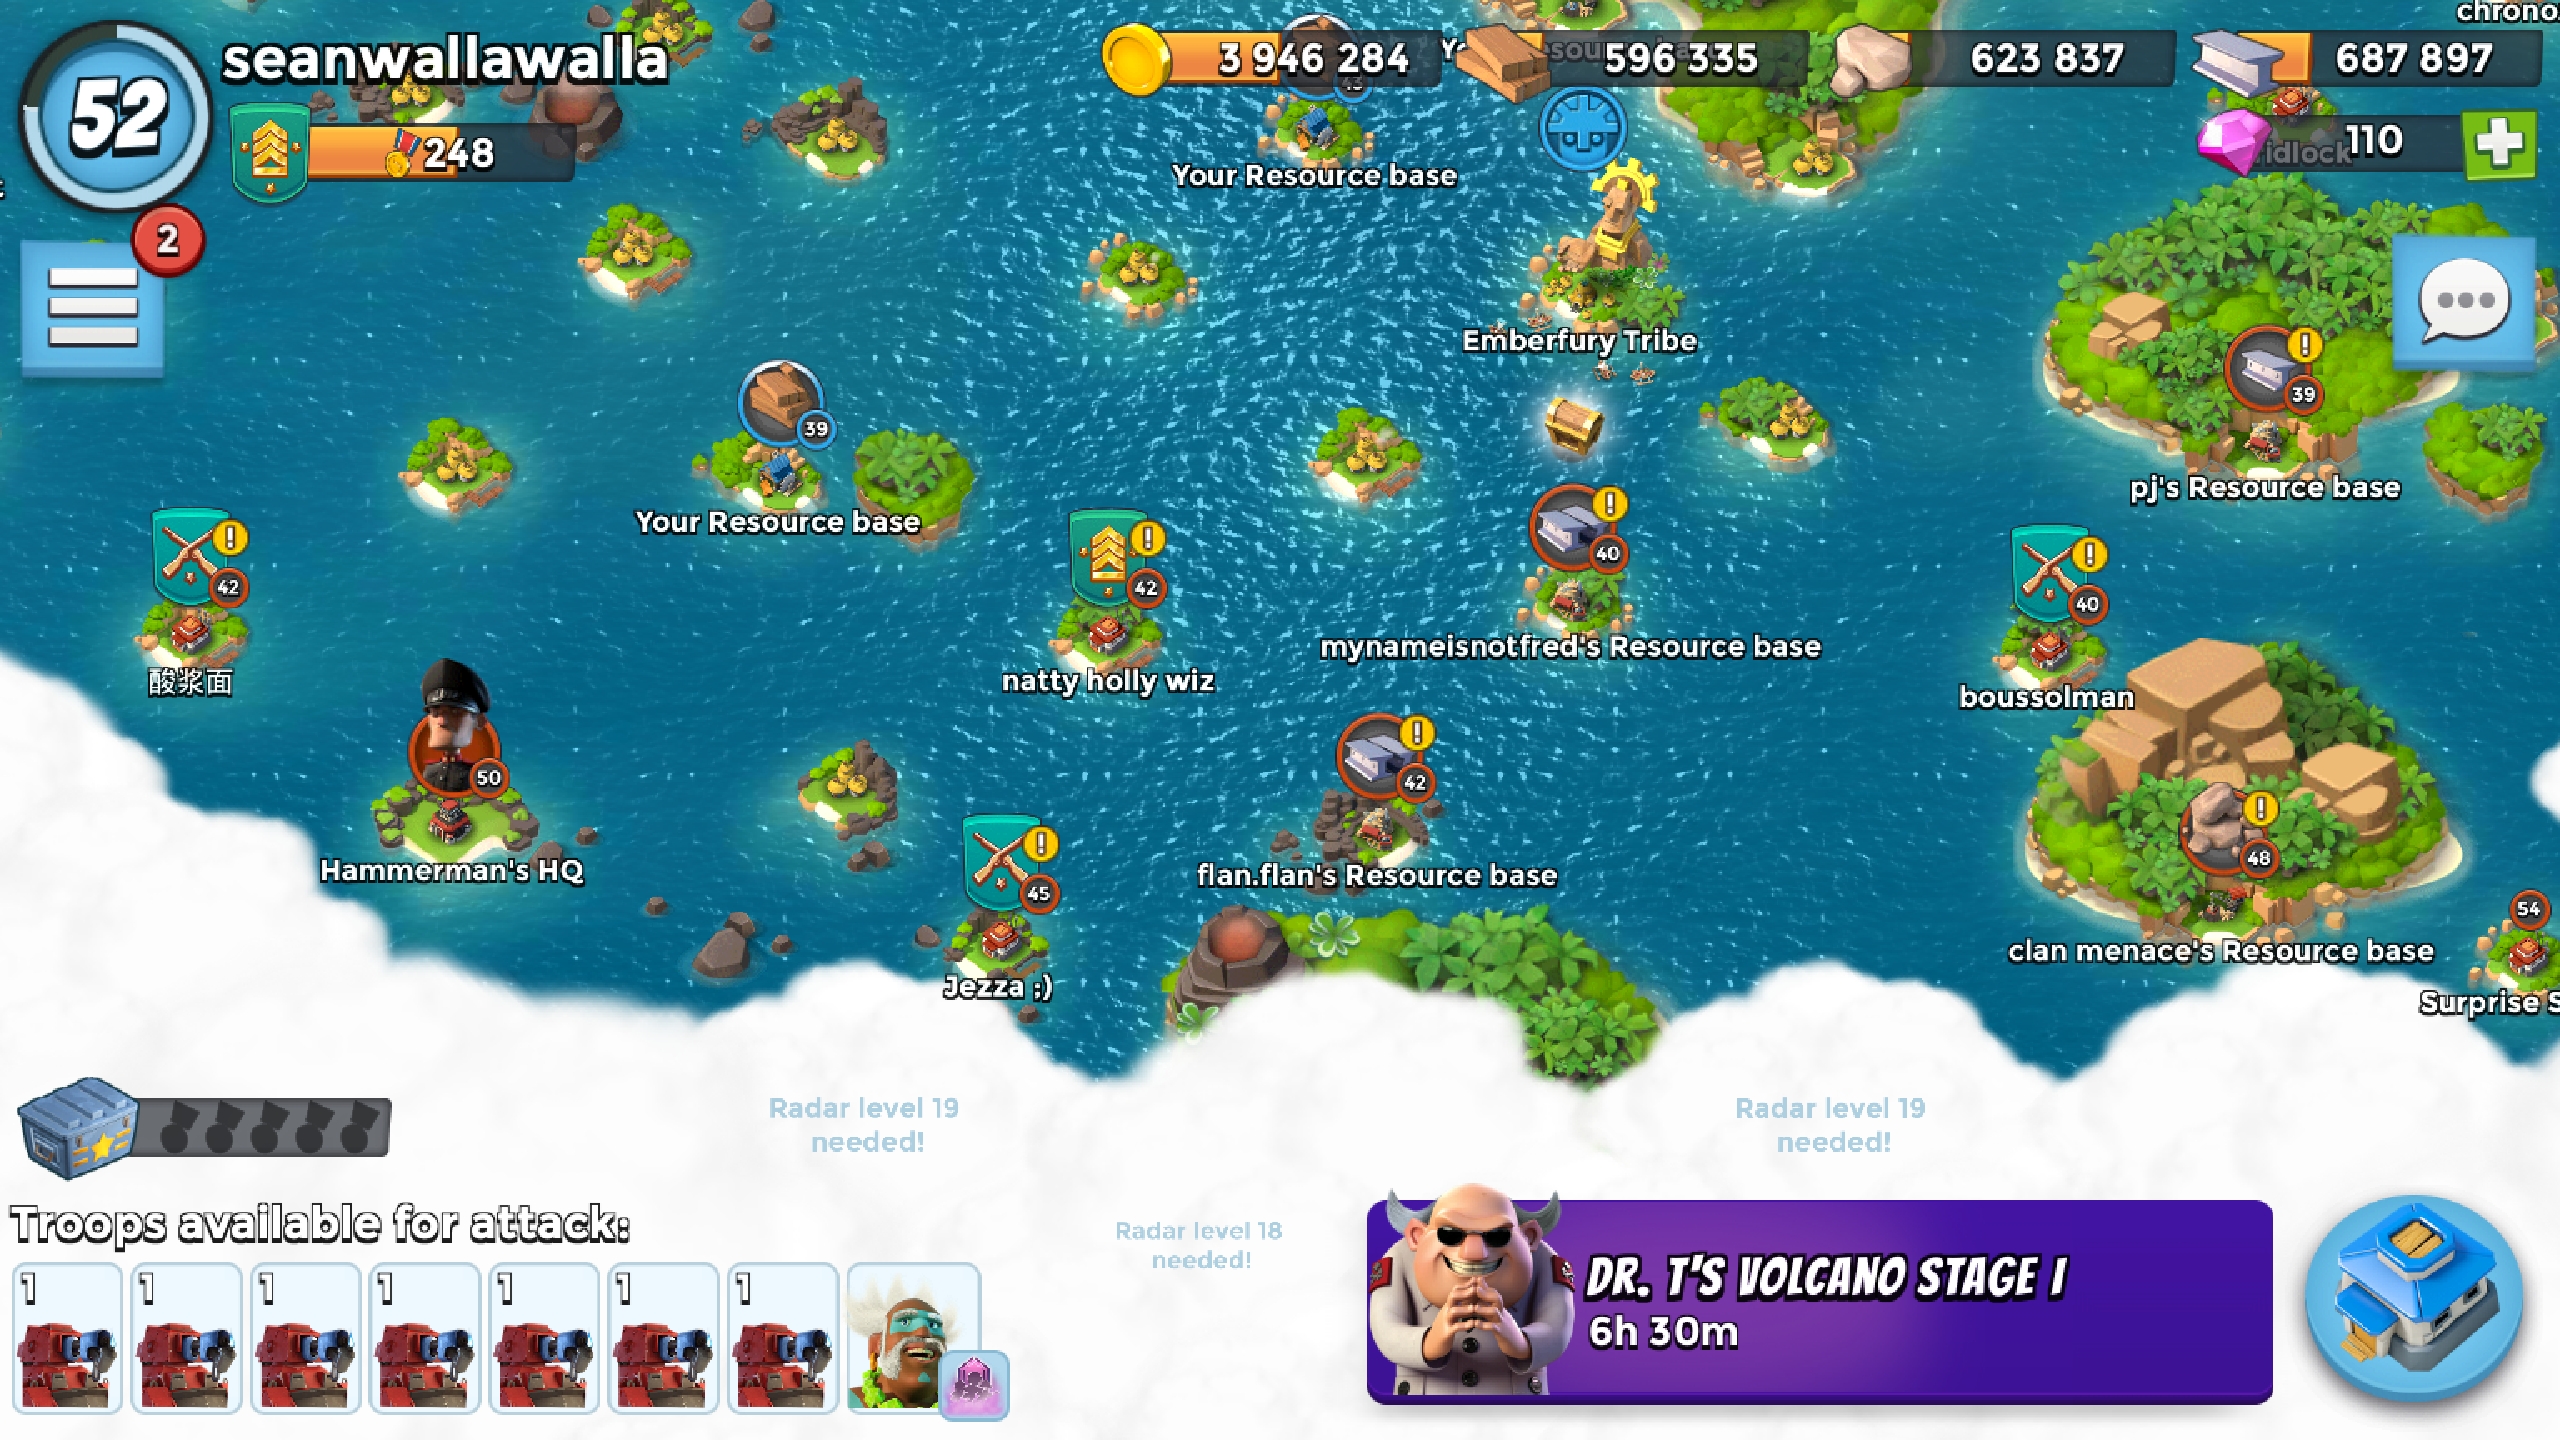 chrono
52
seanwallawalla
3 946 284
596 335
623 837
687 897
248
110
idlock
2
43
Your Resource base
Emberfury Tribe
39
39
pj's Resource base
Your Resource base
42
42
40
40
mynameisnotfred's Resource base
酸浆面
natty holly wiz
boussolman
50
42
48
Hammerman's HQ
flan.flan's Resource base
45
54
clan menace's Resource base
Jezza ;)
Surprise S
Radar level 19
needed!
Radar level 19
needed!
Troops available for attack:
Radar level 18
needed!
DR. T'S VOLCANO STAGE I
6h 30m
1
1
1
1
1
1
1